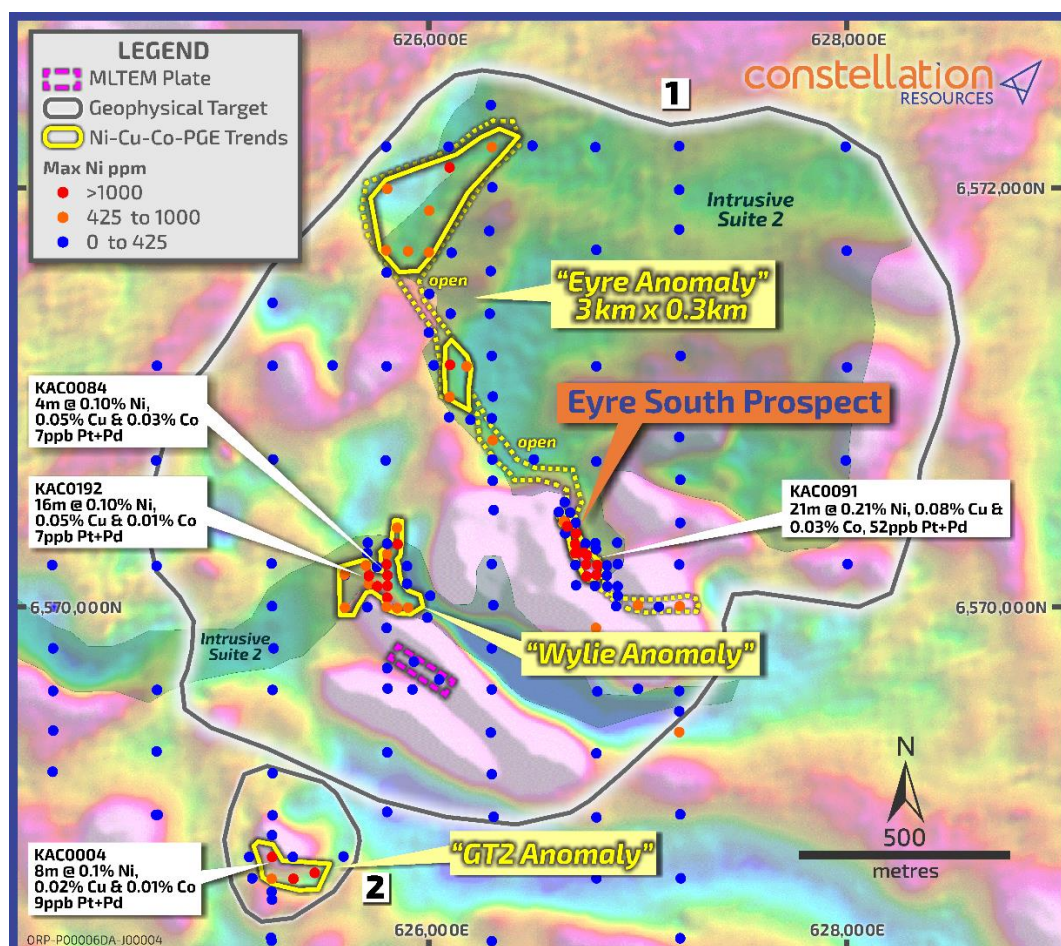 626,000E
628,000E
LEGEND
MLTEM Plate
Geophysical Target
Ni-Cu-Co-PGE Trends
Max Ni ppm
>1000
425 to 1000
0 to 425
constellation
RESOURCES
1
6,572,000N
Intrusive
Suite 2
open
"Eyre Anomaly"
3km x 0.3km
KAC0084
4m @ 0.10% Ni,
0.05% Cu & 0.03% Co
7ppb Pt+Pd
Eyre South Prospect
open
KAC0192
16m @ 0.10% Ni,
0.05% Cu & 0.01% Co
7ppb Pt+Pd
KAC0091
21m @ 0.21% Ni, 0.08% Cu &
0.03% Co, 52ppb Pt+Pd
6,570,000N
6,570,000N
Intrusive
Suite 2
"Wylie Anomaly"
N
500
metres
KAC0004
8m @ 0.1% Ni,
0.02% Cu & 0.01% Co
9ppb Pt+Pd
"GT2 Anomaly"
2
626,000E
628,000E
ORP-P00006DA-J00004